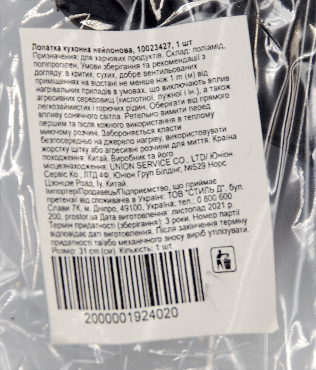 Лопатка кухонна нейлонова, 10023427, 1 шт
Призначення: для харчових продуктів. Склад: поліамід,
поліпропілен. Умови зберігання та рекомендації з
догляду: в критих, сухих, добре вентильованих
приміщеннях на відстані не менше ніж 1 m (м) від
нагрівальних приладів в умовах, що виключають вплив
агресивних середовищ (кислотної, лужної і ін.), а також
легкозаймистих і горючих рідин. Оберігати від прямого
впливу сонячного світла. Ретельно вимити перед
першим та після кожного використання в теплому
миючому розчині. Забороняється класти
безпосередньо на джерело нагріву, використовувати
жорстку щітку або агресивні розчини для миття. Країна
походження: Китай. Виробник та його
місцезнаходження: UNION SERVICE CO., LTD/ Юніон
Сервіс Ко., ЛТД 4Ф, Юніон Білдінг, №529 Норс
Цзонцзе Роад, Іу, Китай.
Імпортер/Продавець/Підприємство, що приймає
претензії від споживачів в Україні: ТОВ "СТИЛЬ Д", бул.
Слави 7К, м. Дніпро, 49100, Україна, тел.: 0 800 600
200, prostor.ua Дата виготовлення: листопад 2021 р.
Термін придатності (зберігання): 3 роки. Номер партії
відповідає даті виготовлення. Після закінчення терміну
придатності та/або механічного зносу виріб утилізувати.
Розмір: 31 cm (см). Кількість: 1 шт.
2000001924020